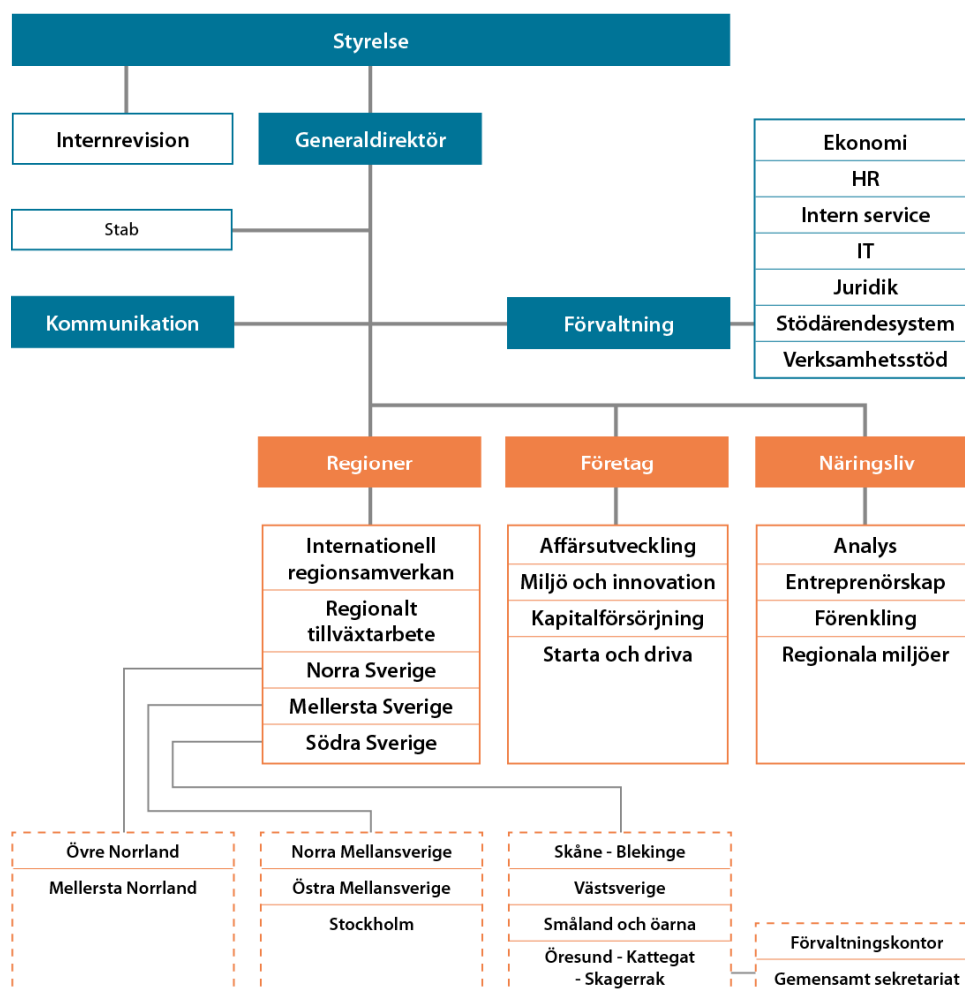 Styrelse
Internrevision
Generaldirektör
Stab
Kommunikation
Förvaltning
Ekonomi
HR
Intern service
IT
Juridik
Stödärendesystem
Verksamhetsstöd
Regioner
Företag
Näringsliv
Internationell
regionsamverkan
Regionalt
tillväxtarbete
Norra Sverige
Mellersta Sverige
Södra Sverige
Affärsutveckling
Miljö och innovation
Kapitalförsörjning
Starta och driva
Analys
Entreprenörskap
Förenkling
Regionala miljöer
Övre Norrland
Mellersta Norrland
Norra Mellansverige
Östra Mellansverige
Stockholm
Skåne - Blekinge
Västsverige
Småland och öarna
Öresund - Kattegat
- Skagerrak
Förvaltningskontor
Gemensamt sekretariat